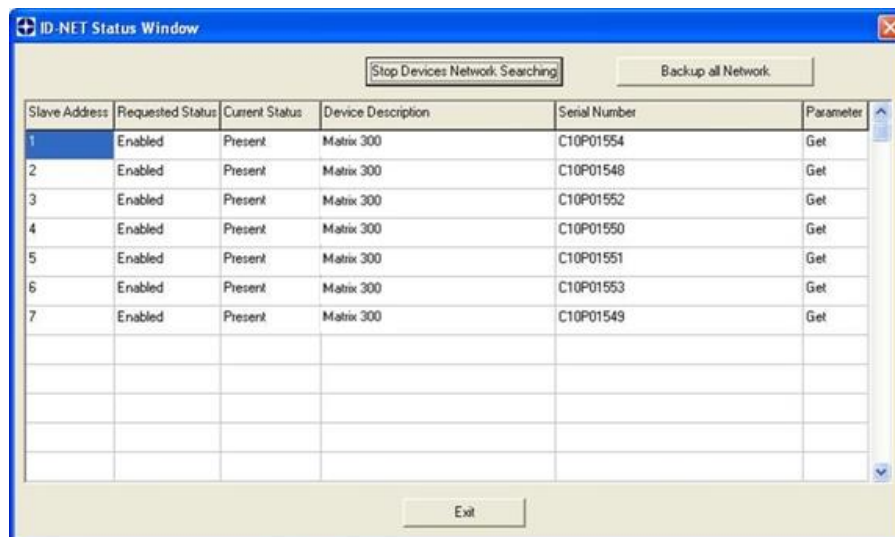 ID-NET Status Window
Stop Devices Network Searching Backup all Network
Slave Address Requested Status Current Status Device Description Serial Number Parameter
1 Enabled Present Matrix 300 C10P01554 Get
2 Enabled Present Matrix 300 C10P01548 Get
3 Enabled Present Matrix 300 C10P01552 Get
4 Enabled Present Matrix 300 C10P01550 Get
5 Enabled Present Matrix 300 C10P01551 Get
6 Enabled Present Matrix 300 C10P01553 Get
7 Enabled Present Matrix 300 C10P01549 Get
Exit